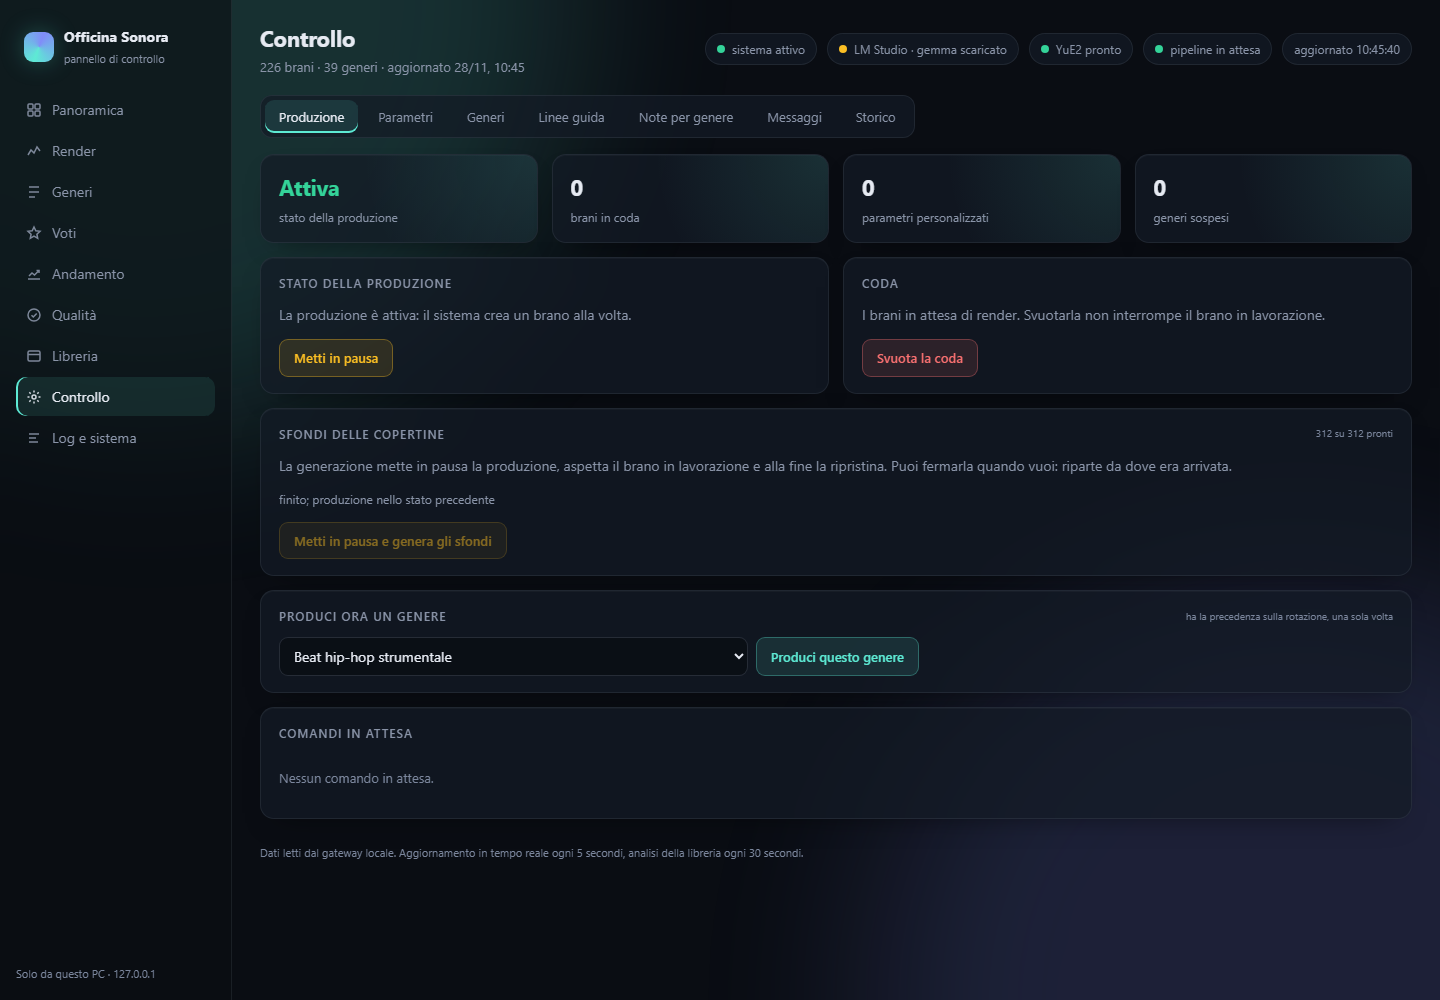 Officina Sonora
pannello di controllo
Panoramica
Render
Generi
Voti
Andamento
Qualità
Libreria
Controllo
Log e sistema
Solo da questo PC · 127.0.0.1
Controllo
226 brani · 39 generi · aggiornato 28/11, 10:45
sistema attivo
LM Studio · gemma scaricato
YuE2 pronto
pipeline in attesa
aggiornato 10:45:40
Produzione
Parametri
Generi
Linee guida
Note per genere
Messaggi
Storico
Attiva
stato della produzione
0
brani in coda
0
parametri personalizzati
0
generi sospesi
STATO DELLA PRODUZIONE
La produzione è attiva: il sistema crea un brano alla volta.
Metti in pausa
CODA
I brani in attesa di render. Svuotarla non interrompe il brano in lavorazione.
Svuota la coda
SFONDI DELLE COPERTINE
312 su 312 pronti
La generazione mette in pausa la produzione, aspetta il brano in lavorazione e alla fine la ripristina. Puoi fermarla quando vuoi: riparte da dove era arrivata.
finito; produzione nello stato precedente
Metti in pausa e genera gli sfondi
PRODUCI ORA UN GENERE
ha la precedenza sulla rotazione, una sola volta
Beat hip-hop strumentale
Produci questo genere
COMANDI IN ATTESA
Nessun comando in attesa.
Dati letti dal gateway locale. Aggiornamento in tempo reale ogni 5 secondi, analisi della libreria ogni 30 secondi.